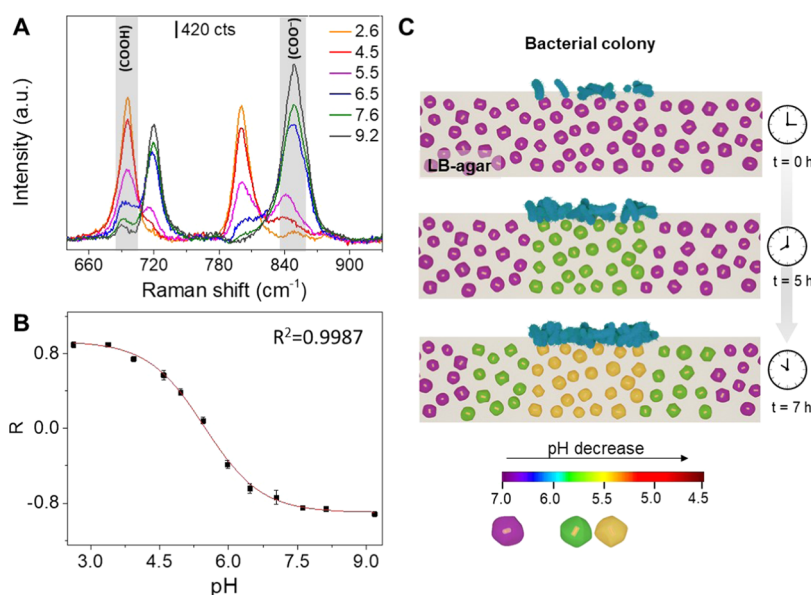 A
420 cts
(COOH)
(COO⁻)
2.6
4.5
5.5
6.5
7.6
9.2
Intensity (a.u.)
660 720 780 840 900
Raman shift (cm⁻¹)
B
R²=0.9987
0.8
0.0
-0.8
R
3.0 4.5 6.0 7.5 9.0
pH
C
Bacterial colony
LB-agar
t = 0 h
t = 5 h
t = 7 h
pH decrease
7.0 6.0 5.5 5.0 4.5